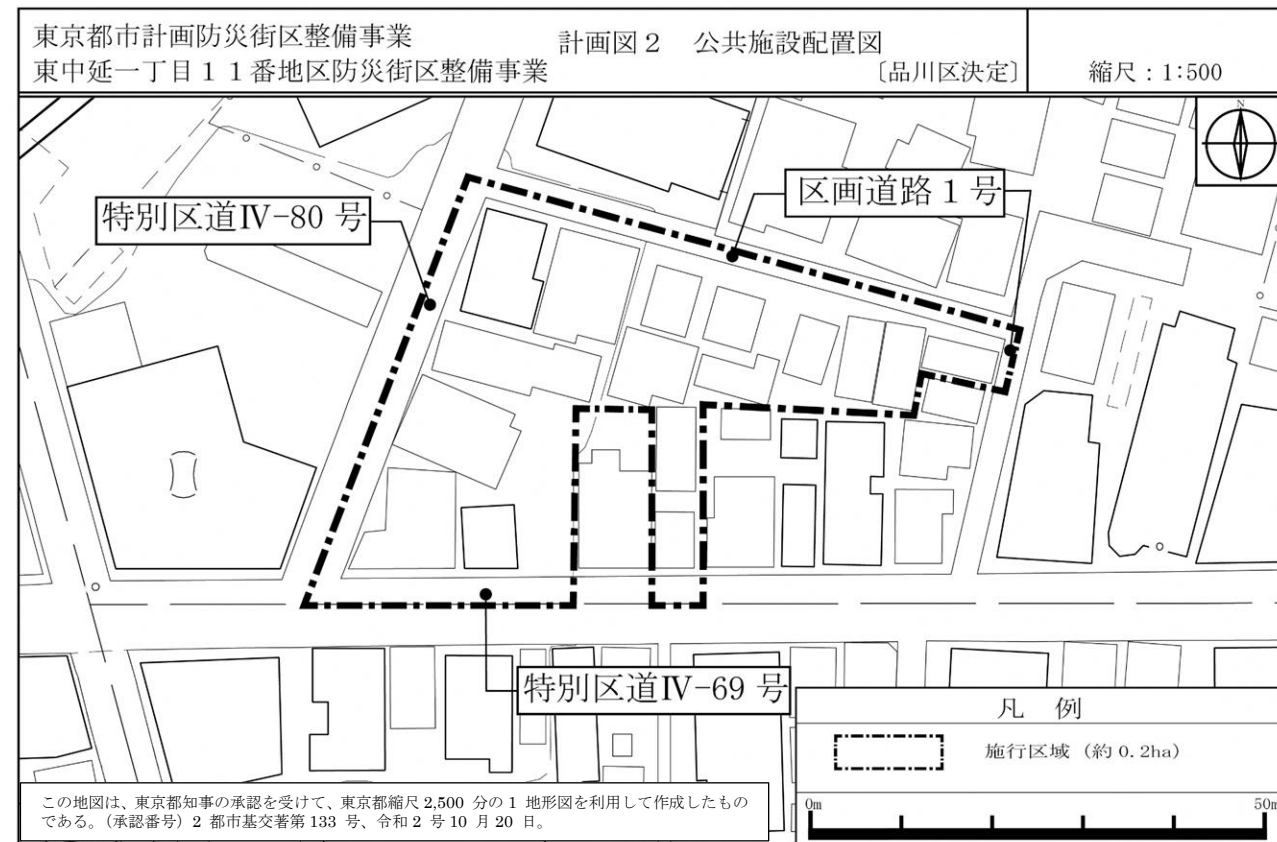 東京都市計画防災街区整備事業
計画図２　公共施設配置図
東中延一丁目１１番地区防災街区整備事業
〔品川区決定〕
縮尺：1:500
N
区画道路１号
特別区道Ⅳ-80 号
特別区道Ⅳ-69 号
凡　例
施行区域（約 0.2ha）
0m
50m
この地図は、東京都知事の承認を受けて、東京都縮尺 2,500 分の 1 地形図を利用して作成したもの
である。（承認番号）2 都市基交著第 133 号、令和 2 号 10 月 20 日。